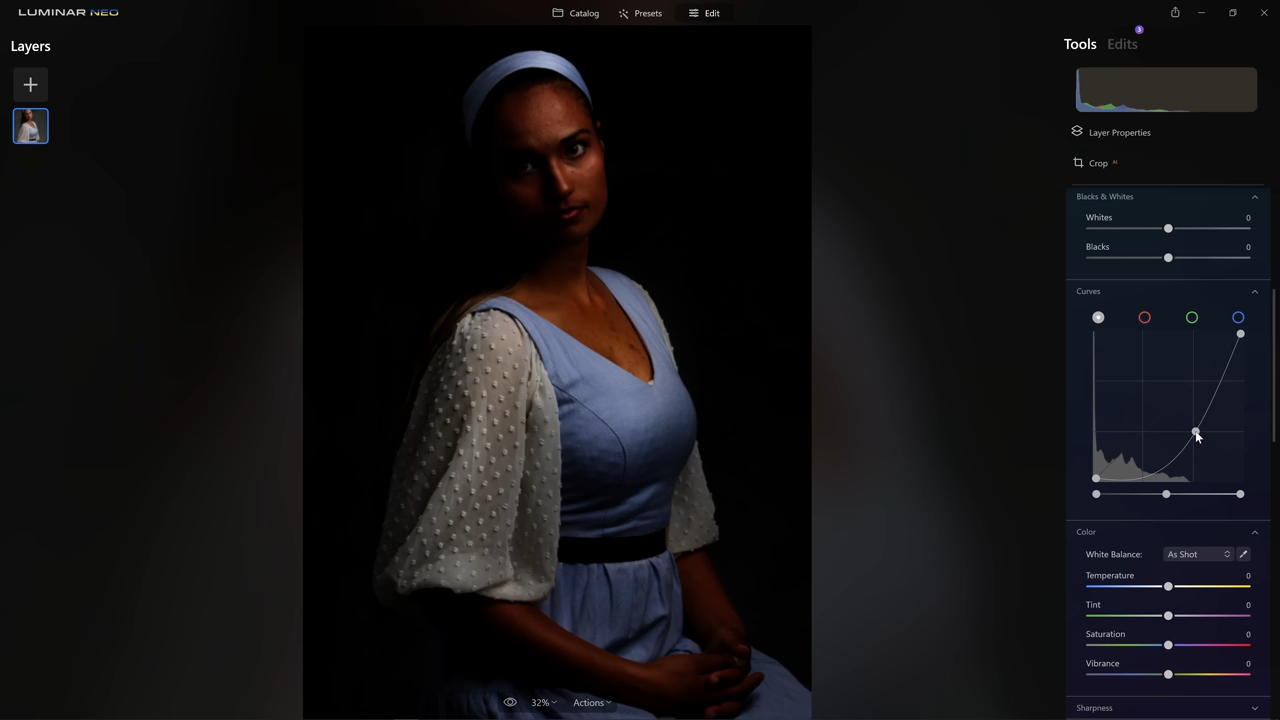 LUMINAR NEO
Catalog
Presets
Edit
Layers
Tools
Edits
3
Layer Properties
Crop AI
Blacks & Whites
Whites 0
Blacks 0
Curves
Color
White Balance: As Shot
Temperature 0
Tint 0
Saturation 0
Vibrance 0
Sharpness
32%
Actions